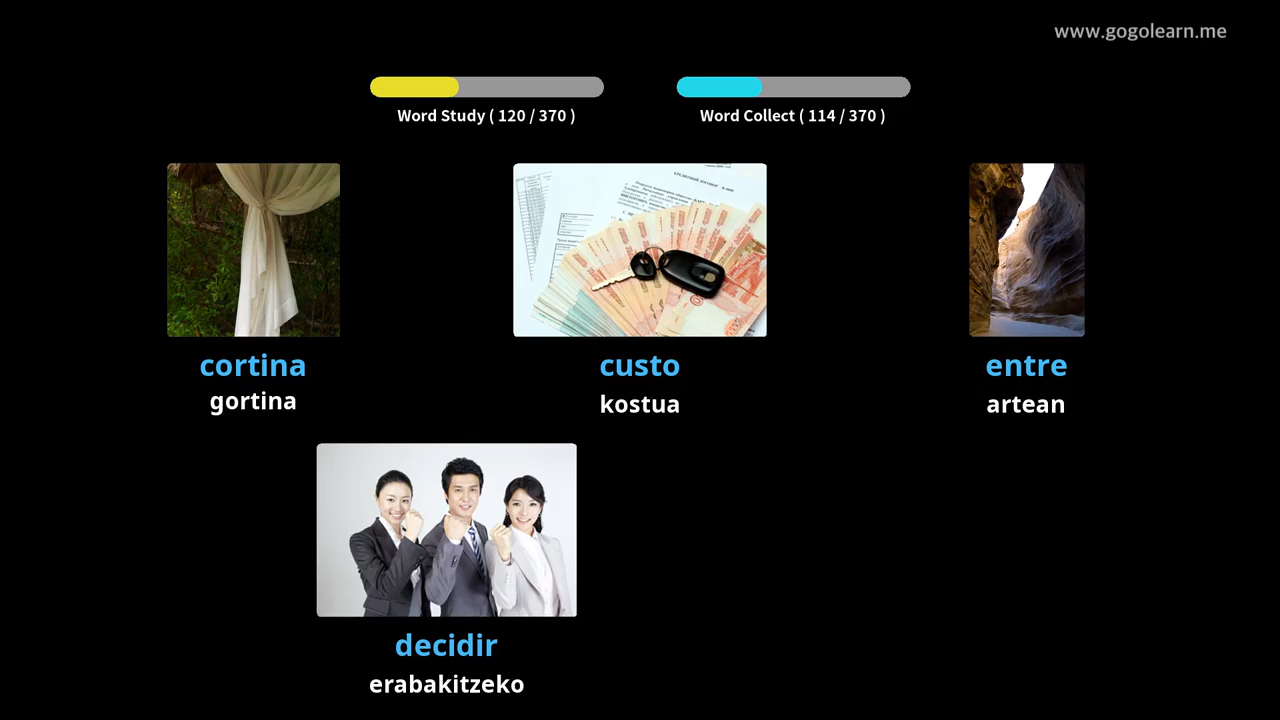 www.gogolearn.me
Word Study ( 120 / 370 )
Word Collect ( 114 / 370 )
cortina
gortina
custo
kostua
entre
artean
decidir
erabakitzeko